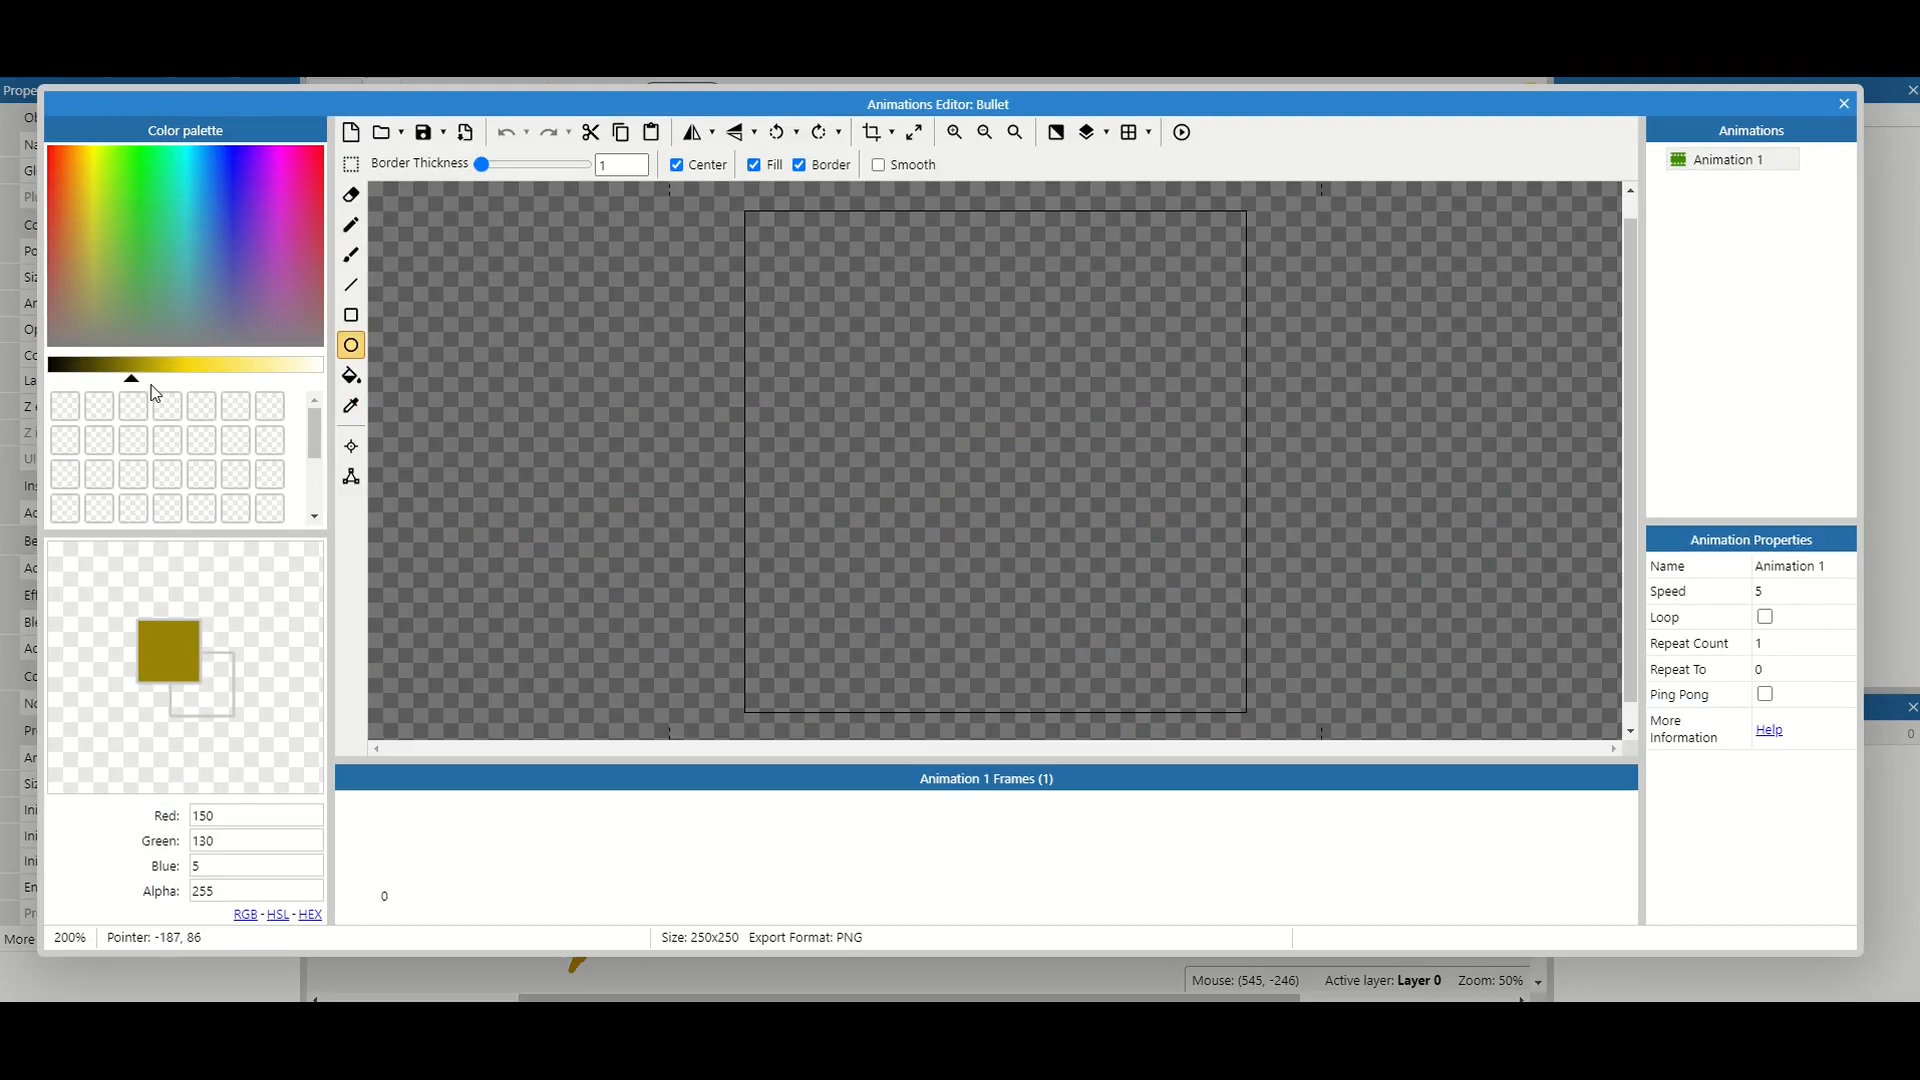 Animations Editor: Bullet
Color palette
Border Thickness 1 Center Fill Border Smooth
Animations
Animation 1
Animation Properties
Name Animation 1
Speed 5
Loop
Repeat Count 1
Repeat To 0
Ping Pong
More Information Help
Red: 150
Green: 130
Blue: 5
Alpha: 255
RGB - HSL - HEX
Animation 1 Frames (1)
0
200% Pointer: -187, 86 Size: 250x250 Export Format: PNG
Mouse: (545, -246) Active layer: Layer 0 Zoom: 50%
More
0